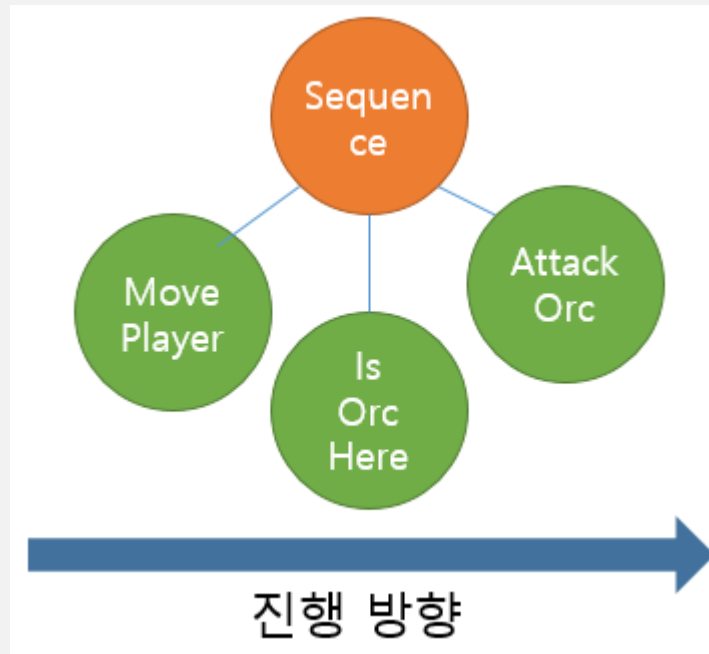 Sequen
ce
Move
Player
Is
Orc
Here
Attack
Orc
진행 방향